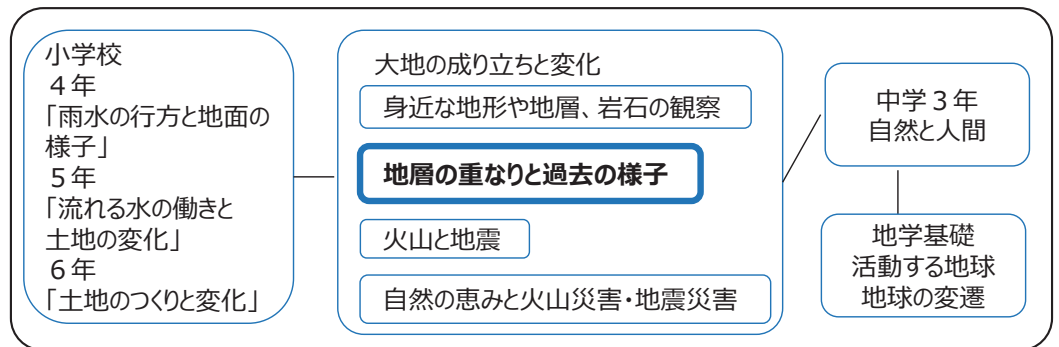 小学校
４年
「雨水の行方と地面の
様子」
５年
「流れる水の働きと
土地の変化」
６年
「土地のつくりと変化」
大地の成り立ちと変化
身近な地形や地層、岩石の観察
地層の重なりと過去の様子
火山と地震
自然の恵みと火山災害・地震災害
中学３年
自然と人間
地学基礎
活動する地球
地球の変遷